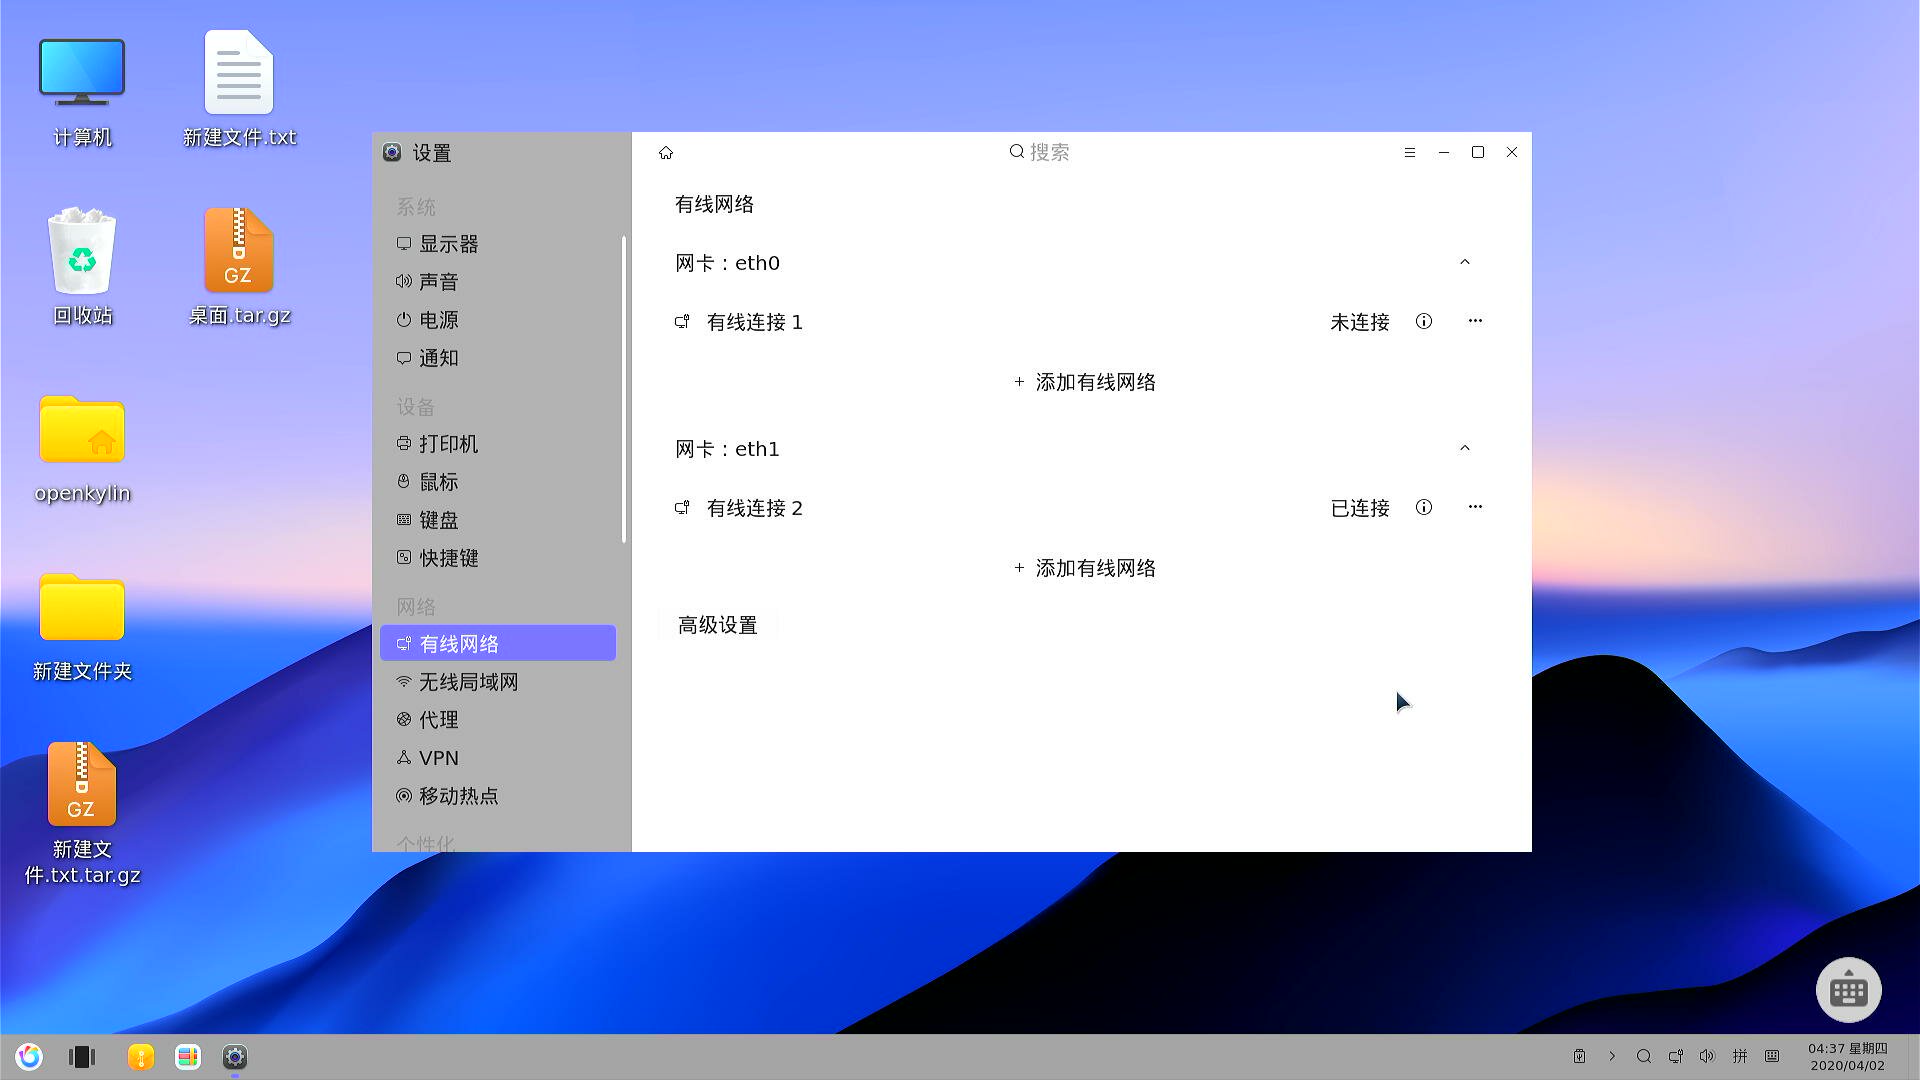 计算机
新建文件.txt
回收站
桌面.tar.gz
GZ
openkylin
新建文件夹
GZ
新建文
件.txt.tar.gz
设置
搜索
系统
显示器
声音
电源
通知
设备
打印机
鼠标
键盘
快捷键
网络
有线网络
无线局域网
代理
VPN
移动热点
个性化
有线网络
网卡：eth0
有线连接 1 未连接
+ 添加有线网络
网卡：eth1
有线连接 2 已连接
+ 添加有线网络
高级设置
拼
04:37 星期四
2020/04/02